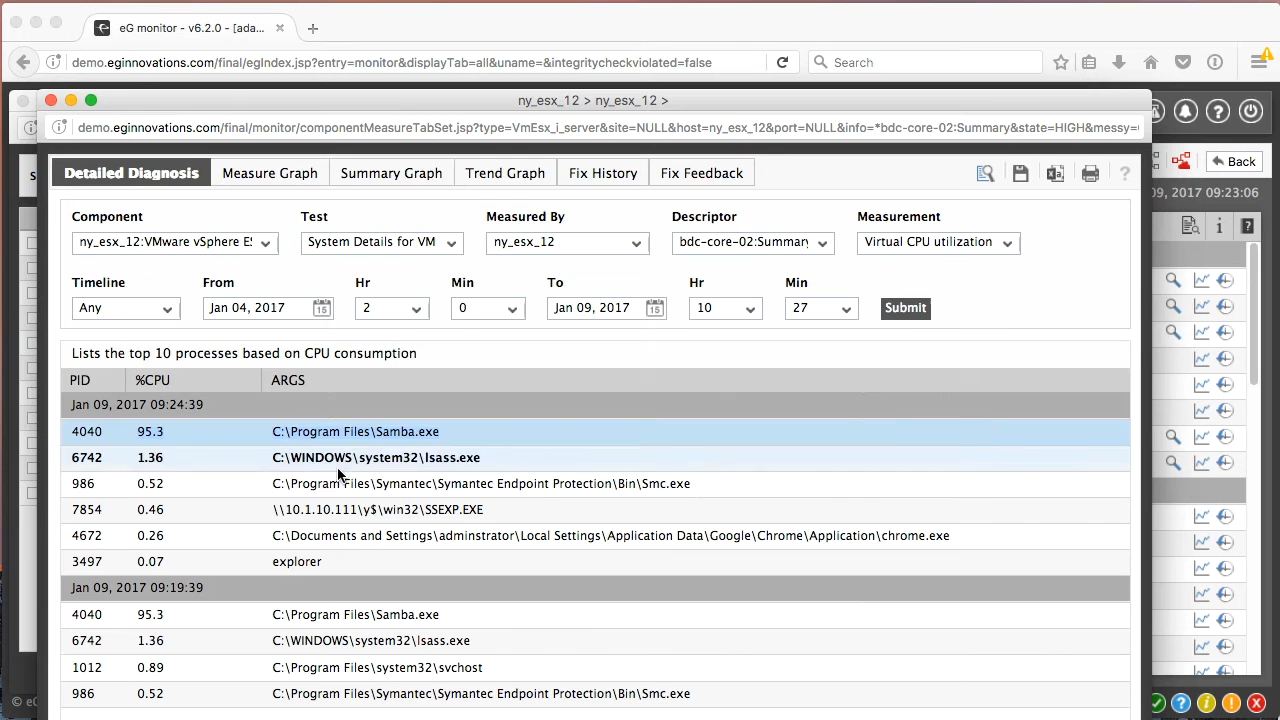 eG monitor - v6.2.0 - [ada...
demo.eginnovations.com/final/egIndex.jsp?entry=monitor&displayTab=all&uname=&integritycheckviolated=false
Search
ny_esx_12 > ny_esx_12 >
demo.eginnovations.com/final/monitor/componentMeasureTabSet.jsp?type=VmEsx_i_server&site=NULL&host=ny_esx_12&port=NULL&info=*bdc-core-02:Summary&state=HIGH&messy=
Detailed Diagnosis Measure Graph Summary Graph Trend Graph Fix History Fix Feedback
Back
09, 2017 09:23:06
Component Test Measured By Descriptor Measurement
ny_esx_12:VMware vSphere ES System Details for VM ny_esx_12 bdc-core-02:Summary Virtual CPU utilization
Timeline From Hr Min To Hr Min
Any Jan 04, 2017 15 2 0 Jan 09, 2017 15 10 27 Submit
Lists the top 10 processes based on CPU consumption
PID %CPU ARGS
Jan 09, 2017 09:24:39
4040 95.3 C:\Program Files\Samba.exe
6742 1.36 C:\WINDOWS\system32\lsass.exe
986 0.52 C:\Program Files\Symantec\Symantec Endpoint Protection\Bin\Smc.exe
7854 0.46 \\10.1.10.111\y$\win32\SSEXP.EXE
4672 0.26 C:\Documents and Settings\adminstrator\Local Settings\Application Data\Google\Chrome\Application\chrome.exe
3497 0.07 explorer
Jan 09, 2017 09:19:39
4040 95.3 C:\Program Files\Samba.exe
6742 1.36 C:\WINDOWS\system32\lsass.exe
1012 0.89 C:\Program Files\system32\svchost
986 0.52 C:\Program Files\Symantec\Symantec Endpoint Protection\Bin\Smc.exe
© eG